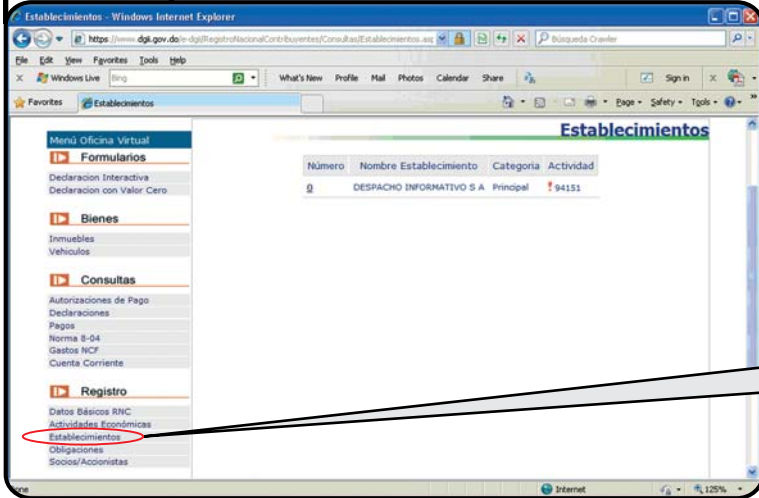 Establecimientos - Windows Internet Explorer
https://www.dgii.gov.do/e-dgii/RegistroNacionalContribuyentes/Consultas/Establecimientos.asp
Búsqueda Crawler
File Edit View Favorites Tools Help
Windows Live Bing What's New Profile Mail Photos Calendar Share Sign in
Favorites Establecimientos Page Safety Tools
Establecimientos
Menú Oficina Virtual
Formularios
Declaracion Interactiva
Declaracion con Valor Cero
Bienes
Inmuebles
Vehiculos
Consultas
Autorizaciones de Pago
Declaraciones
Pagos
Norma 8-04
Gastos NCF
Cuenta Corriente
Registro
Datos Básicos RNC
Actividades Económicas
Establecimientos
Obligaciones
Socios/Accionistas
Número Nombre Establecimiento Categoria Actividad
0 DESPACHO INFORMATIVO S A Principal 94151
one Internet 125%